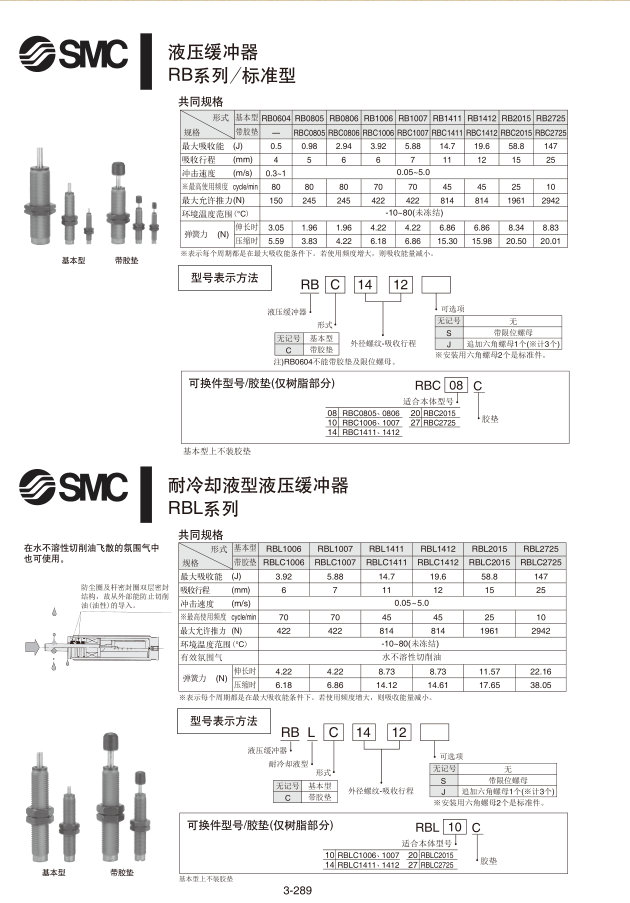 SMC
液压缓冲器
RB系列/标准型
共同规格
形式 基本型 RB0604 RB0805 RB0806 RB1006 RB1007 RB1411 RB1412 RB2015 RB2725
规格 带胶垫 — RBC0805 RBC0806 RBC1006 RBC1007 RBC1411 RBC1412 RBC2015 RBC2725
最大吸收能 (J) 0.5 0.98 2.94 3.92 5.88 14.7 19.6 58.8 147
吸收行程 (mm) 4 5 6 6 7 11 12 15 25
冲击速度 (m/s) 0.3~1 0.05~5.0
※最高使用频度 cycle/min 80 80 80 70 70 45 45 25 10
最大允许推力(N) 150 245 245 422 422 814 814 1961 2942
环境温度范围(°C) -10~80(未冻结)
弹簧力 (N) 伸长时 3.05 1.96 1.96 4.22 4.22 6.86 6.86 8.34 8.83
压缩时 5.59 3.83 4.22 6.18 6.86 15.30 15.98 20.50 20.01
※表示每个周期都是在最大吸收能条件下。若使用频度增大，则吸收能量减小。
基本型 带胶垫
型号表示方法
RB C 14 12
液压缓冲器
形式
无记号 基本型
C 带胶垫
注)RB0604不能带胶垫及限位螺母。
外径螺纹-吸收行程
可选项
无记号 无
S 带限位螺母
J 追加六角螺母1个(※计3个)
※安装用六角螺母2个是标准件。
可换件型号/胶垫(仅树脂部分)
RBC 08 C
适合本体型号
胶垫
08 RBC0805、0806 20 RBC2015
10 RBC1006、1007 27 RBC2725
14 RBC1411、1412
基本型上不装胶垫
SMC
耐冷却液型液压缓冲器
RBL系列
在水不溶性切削油飞散的氛围气中
也可使用。
防尘圈及杆密封圈双层密封
结构，故从外部能防止切削
油(油性)的导入。
共同规格
形式 基本型 RBL1006 RBL1007 RBL1411 RBL1412 RBL2015 RBL2725
规格 带胶垫 RBLC1006 RBLC1007 RBLC1411 RBLC1412 RBLC2015 RBLC2725
最大吸收能 (J) 3.92 5.88 14.7 19.6 58.8 147
吸收行程 (mm) 6 7 11 12 15 25
冲击速度 (m/s) 0.05~5.0
※最高使用频度 cycle/min 70 70 45 45 25 10
最大允许推力 (N) 422 422 814 814 1961 2942
环境温度范围(°C) -10~80(未冻结)
有效氛围气 水不溶性切削油
弹簧力 (N) 伸长时 4.22 4.22 8.73 8.73 11.57 22.16
压缩时 6.18 6.86 14.12 14.61 17.65 38.05
※表示每个周期都是在最大吸收能条件下。若使用频度增大，则吸收能量减小。
型号表示方法
RB L C 14 12
液压缓冲器
耐冷却液型
形式
无记号 基本型
C 带胶垫
外径螺纹-吸收行程
可选项
无记号 无
S 带限位螺母
J 追加六角螺母1个(※计3个)
※安装用六角螺母2个是标准件。
基本型 带胶垫
可换件型号/胶垫(仅树脂部分)
RBL 10 C
适合本体型号
胶垫
10 RBLC1006、1007 20 RBLC2015
14 RBLC1411、1412 27 RBLC2725
基本型上不装胶垫
3-289